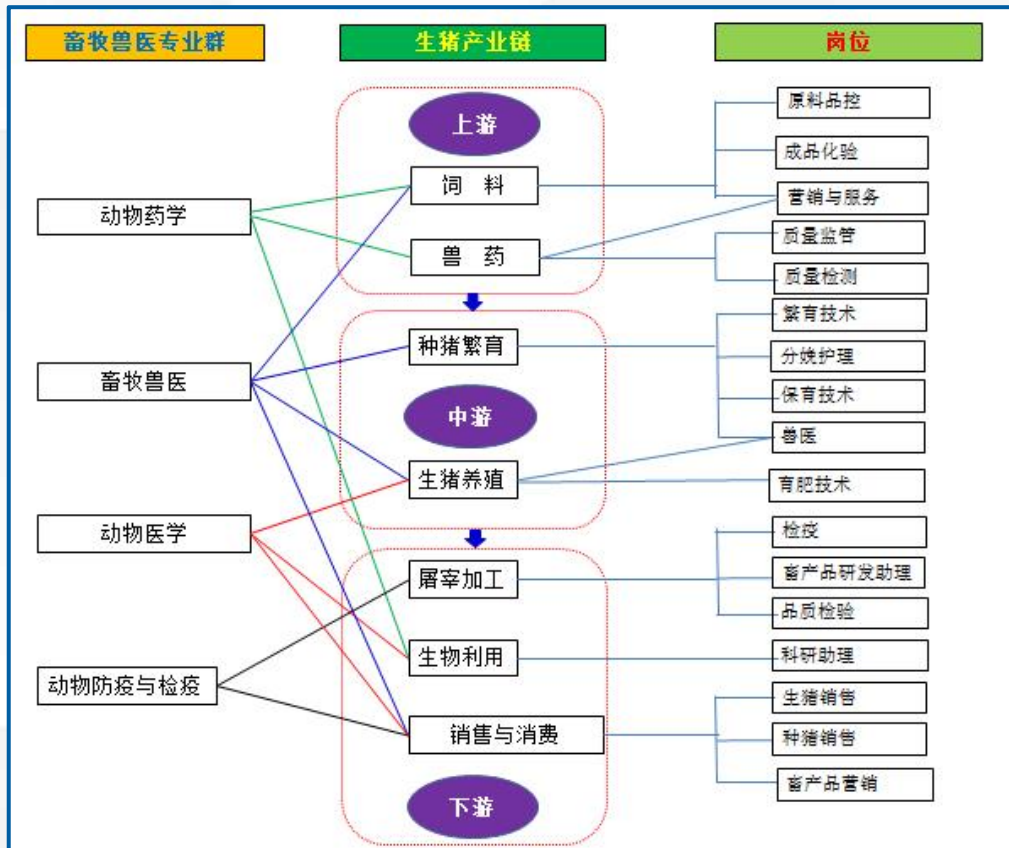 畜牧兽医专业群
生猪产业链
岗位
上游
饲 料
兽 药
种猪繁育
中游
生猪养殖
屠宰加工
生物利用
销售与消费
下游
动物药学
畜牧兽医
动物医学
动物防疫与检疫
原料品控
成品化验
营销与服务
质量监管
质量检测
繁育技术
分娩护理
保育技术
兽医
育肥技术
检疫
畜产品研发助理
品质检验
科研助理
生猪销售
种猪销售
畜产品营销